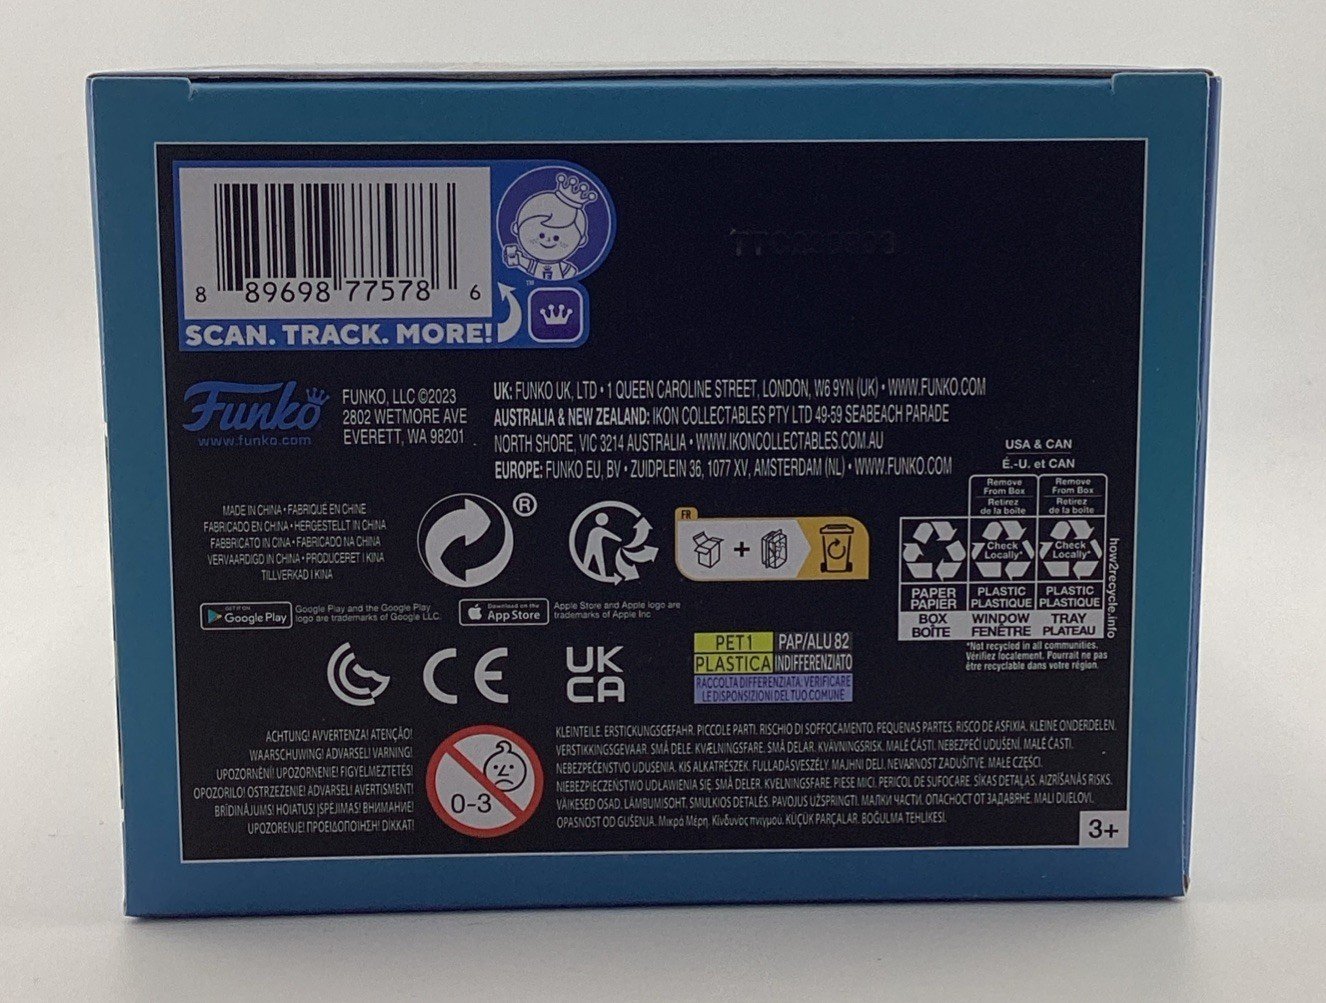 8 89698 77578 6
SCAN. TRACK. MORE!
™
Funko
www.funko.com
FUNKO, LLC ©2023
2802 WETMORE AVE
EVERETT, WA 98201
UK: FUNKO UK, LTD • 1 QUEEN CAROLINE STREET, LONDON, W6 9YN (UK) • WWW.FUNKO.COM
AUSTRALIA & NEW ZEALAND: IKON COLLECTABLES PTY LTD 49-59 SEABEACH PARADE
NORTH SHORE, VIC 3214 AUSTRALIA • WWW.IKONCOLLECTABLES.COM.AU
EUROPE: FUNKO EU, BV • ZUIDPLEIN 36, 1077 XV, AMSTERDAM (NL) • WWW.FUNKO.COM
MADE IN CHINA • FABRIQUÉ EN CHINE
FABRICADO EN CHINA • HERGESTELLT IN CHINA
FABBRICATO IN CINA • FABRICADO NA CHINA
VERVAARDIGD IN CHINA • PRODUCERET I KINA
TILLVERKAD I KINA
®
FR
+
USA & CAN
É.-U. et CAN
Remove From Box
Retirez de la boîte
Remove From Box
Retirez de la boîte
Check Locally*
Check Locally*
PAPER PAPIER
PLASTIC PLASTIQUE
PLASTIC PLASTIQUE
BOX BOÎTE
WINDOW FENÊTRE
TRAY PLATEAU
how2recycle.info
*Not recycled in all communities.
Vérifiez localement. Pourrait ne pas
être recyclable dans votre région.
GET IT ON
Google Play
Google Play and the Google Play
logo are trademarks of Google LLC.
Download on the
App Store
Apple Store and Apple logo are
trademarks of Apple Inc
CE
UK
CA
PET1 PAP/ALU 82
PLASTICA INDIFFERENZIATO
RACCOLTA DIFFERENZIATA. VERIFICARE
LE DISPOSIZIONI DEL TUO COMUNE
ACHTUNG! AVVERTENZA! ATENÇÃO!
WAARSCHUWING! ADVARSEL! VARNING!
UPOZORNĚNÍ! UPOZORNENIE! FIGYELMEZTETÉS!
OPOZORILO! OSTRZEŻENIE! ADVARSEL! AVERTISMENT!
BRĪDINĀJUMS! HOIATUS! ĮSPĖJIMAS! ВНИМАНИЕ!
UPOZORENJE! ΠΡΟΕΙΔΟΠΟΙΗΣΗ! DIKKAT!
0-3
KLEINTEILE. ERSTICKUNGSGEFAHR. PICCOLE PARTI. RISCHIO DI SOFFOCAMENTO. PEQUENAS PARTES. RISCO DE ASFIXIA. KLEINE ONDERDELEN.
VERSTIKKINGSGEVAAR. SMÅ DELE. KVÆLNINGSFARE. SMÅ DELAR. KVÄVNINGSRISK. MALÉ ČÁSTI. NEBEZPEČÍ UDUŠENÍ. MALÉ ČASTI.
NEBEZPEČENSTVO UDUSENIA. KIS ALKATRÉSZEK. FULLADÁSVESZÉLY. MAJHNI DELI. NEVARNOST ZADUŠITVE. MAŁE CZĘŚCI.
NIEBEZPIECZEŃSTWO UDŁAWIENIA SIĘ. SMÅ DELER. KVELNINGSFARE. PIESE MICI. PERICOL DE SUFOCARE. SĪKAS DETAĻAS. AIZRĪŠANĀS RISKS.
VÄIKESED OSAD. LÄMBUMISOHT. SMULKIOS DETALĖS. PAVOJUS UŽSPRINGTI. МАЛКИ ЧАСТИ. ОПАСНОСТ ОТ ЗАДАВЯНЕ. MALI DIJELOVI.
OPASNOST OD GUŠENJA. Μικρά Μέρη. Κίνδυνος πνιγμού. KÜÇÜK PARÇALAR. BOĞULMA TEHLİKESİ.
3+